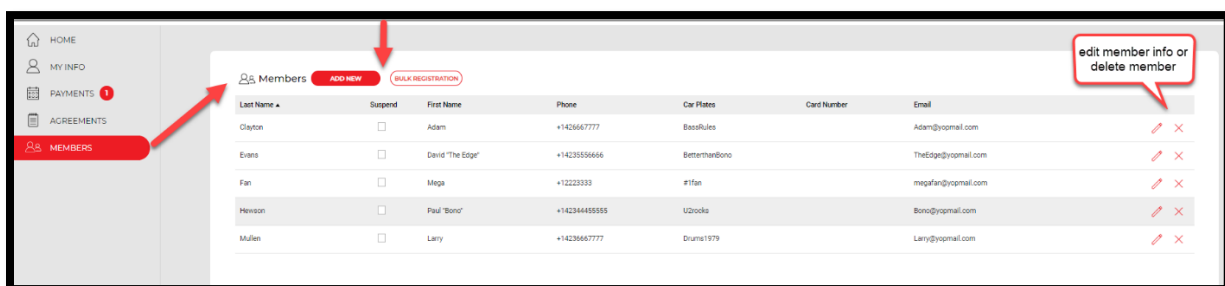 HOME
MY INFO
PAYMENTS 1
AGREEMENTS
MEMBERS
edit member info or
delete member
Members ADD NEW BULK REGISTRATION
Last Name Suspend First Name Phone Car Plates Card Number Email
Clayton Adam +1426667777 BassRules Adam@yopmail.com
Evans David "The Edge" +14235556666 BetterthanBono TheEdge@yopmail.com
Fan Mega +12223333 #1fan megafan@yopmail.com
Hewson Paul "Bono" +142344455555 U2rocks Bono@yopmail.com
Mullen Larry +14236667777 Drums1979 Larry@yopmail.com